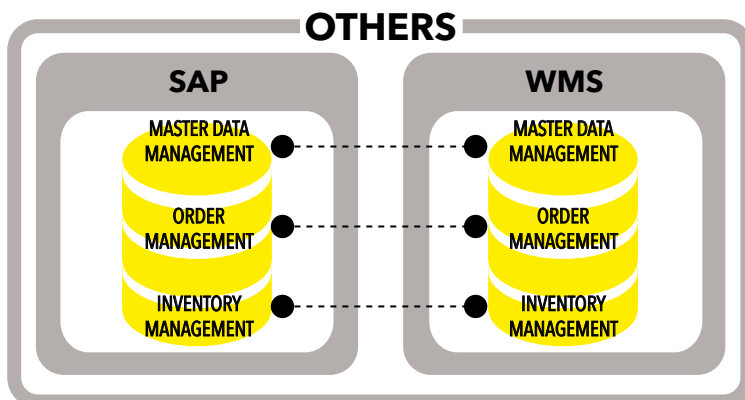 OTHERS
SAP
MASTER DATA
MANAGEMENT
ORDER
MANAGEMENT
INVENTORY
MANAGEMENT
WMS
MASTER DATA
MANAGEMENT
ORDER
MANAGEMENT
INVENTORY
MANAGEMENT